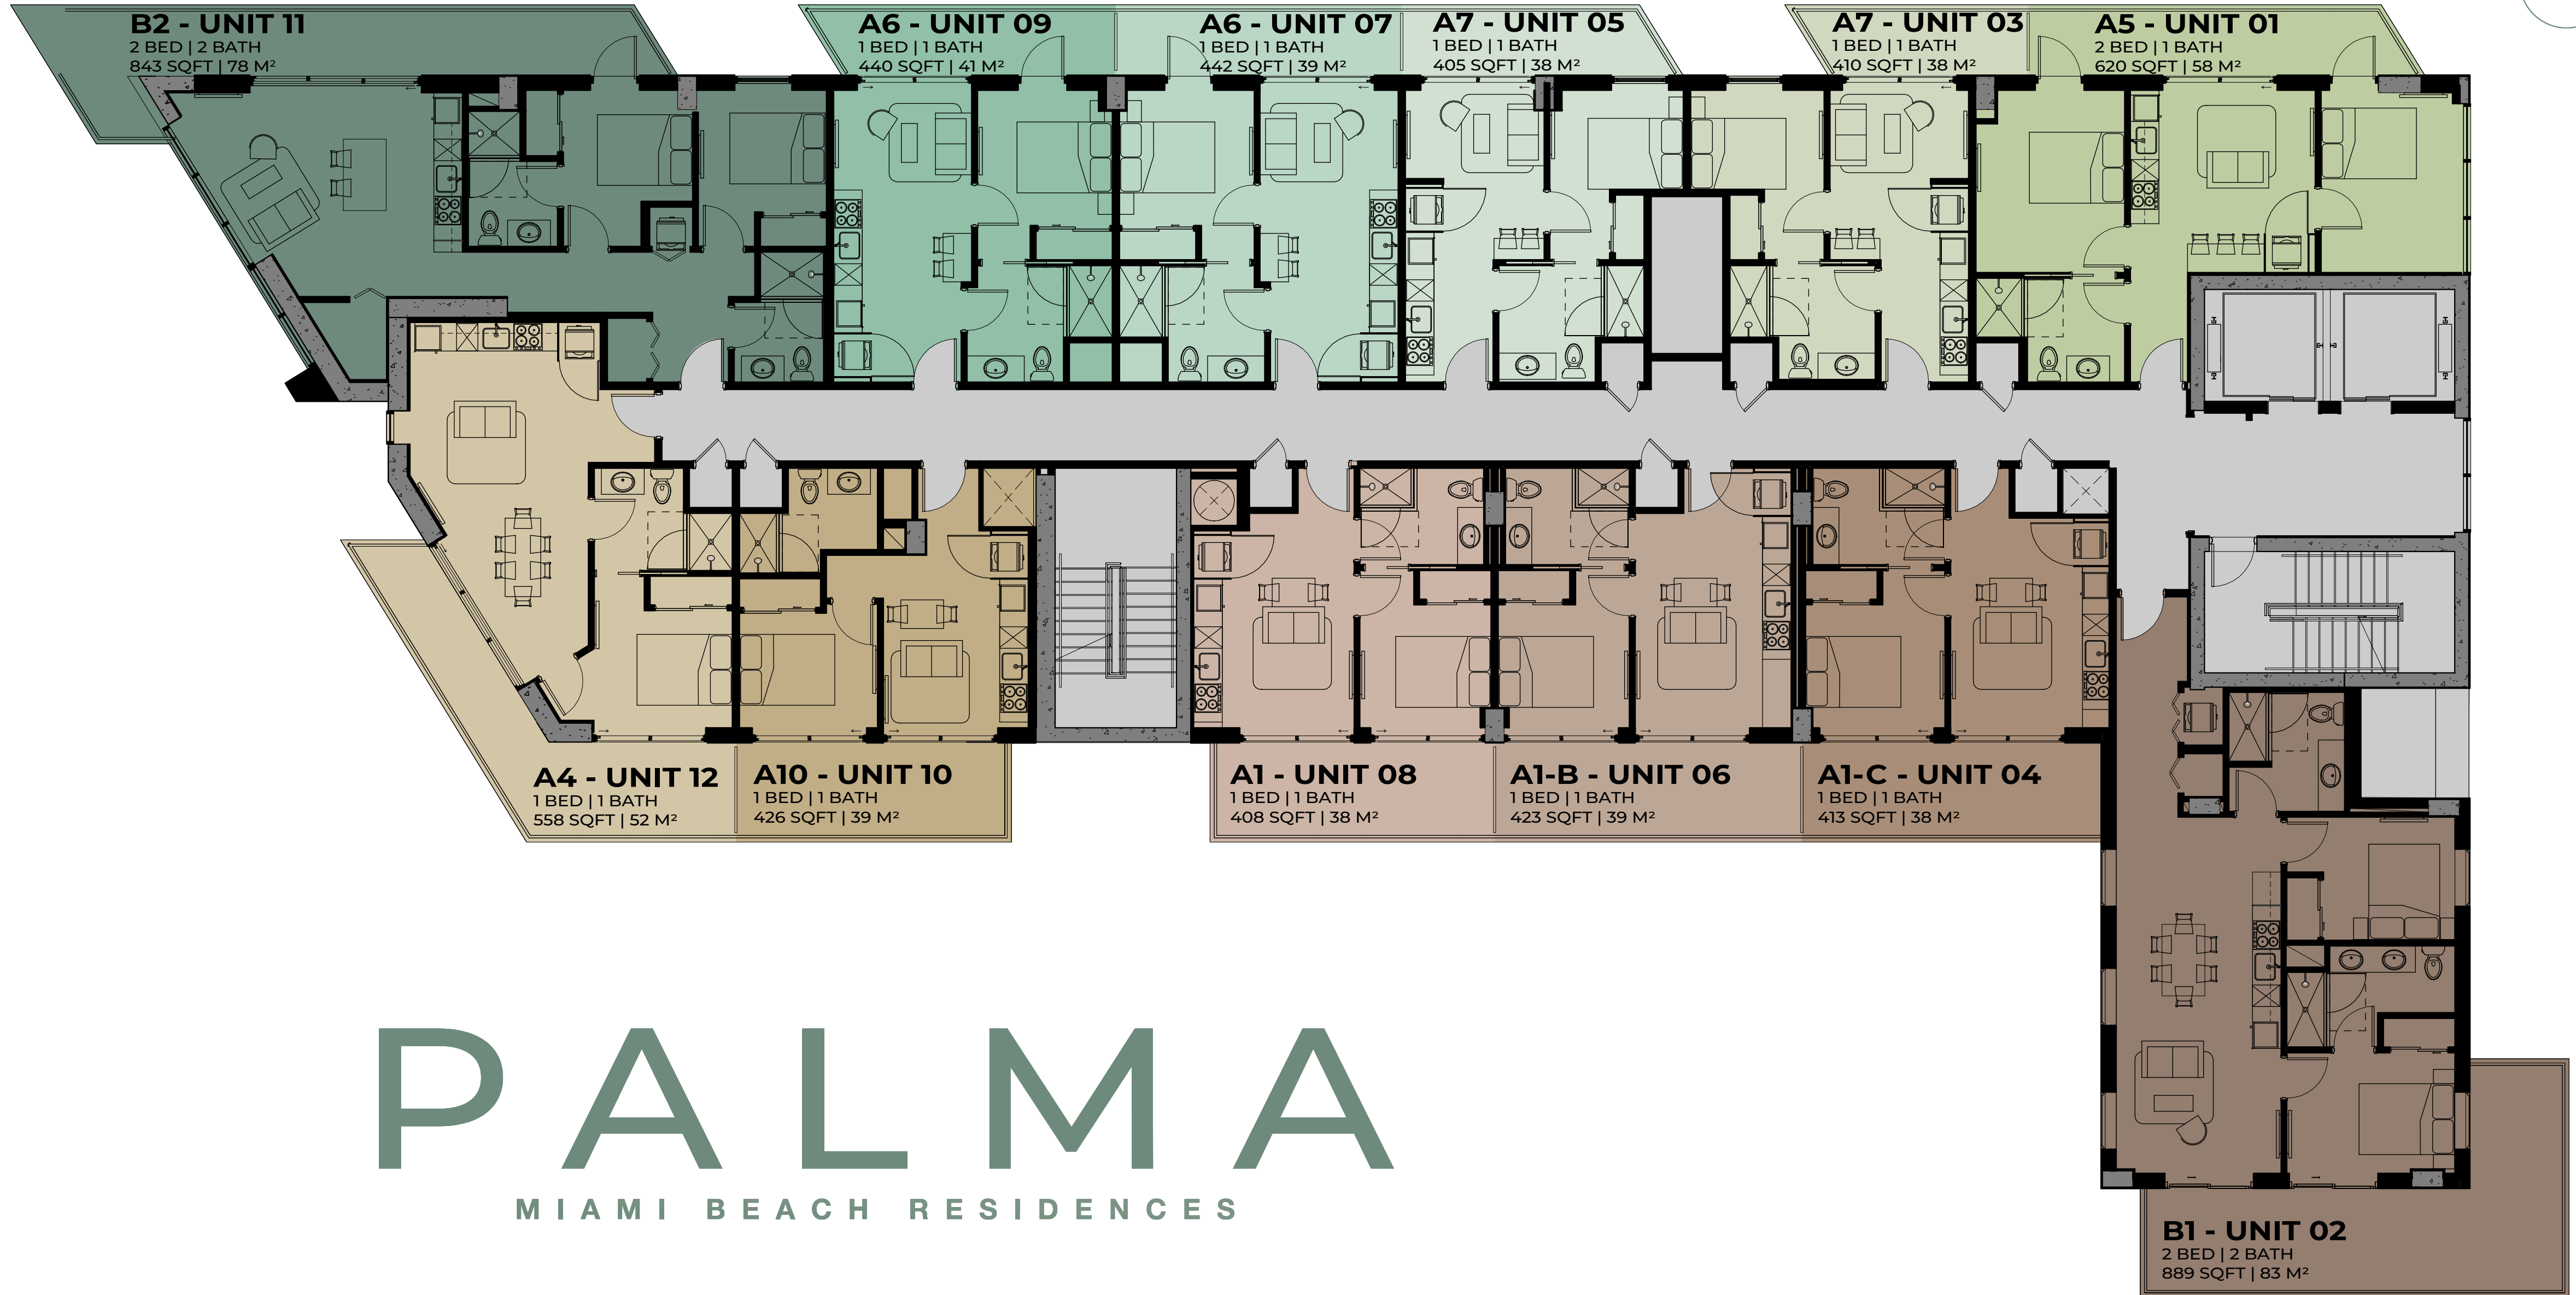 B2 - UNIT 11
2 BED | 2 BATH
843 SQFT | 78 M²
A6 - UNIT 09
1 BED | 1 BATH
440 SQFT | 41 M²
A6 - UNIT 07
1 BED | 1 BATH
442 SQFT | 39 M²
A7 - UNIT 05
1 BED | 1 BATH
405 SQFT | 38 M²
A7 - UNIT 03
1 BED | 1 BATH
410 SQFT | 38 M²
A5 - UNIT 01
2 BED | 1 BATH
620 SQFT | 58 M²
A4 - UNIT 12
1 BED | 1 BATH
558 SQFT | 52 M²
A10 - UNIT 10
1 BED | 1 BATH
426 SQFT | 39 M²
A1 - UNIT 08
1 BED | 1 BATH
408 SQFT | 38 M²
A1-B - UNIT 06
1 BED | 1 BATH
423 SQFT | 39 M²
A1-C - UNIT 04
1 BED | 1 BATH
413 SQFT | 38 M²
PALMA
MIAMI BEACH RESIDENCES
B1 - UNIT 02
2 BED | 2 BATH
889 SQFT | 83 M²